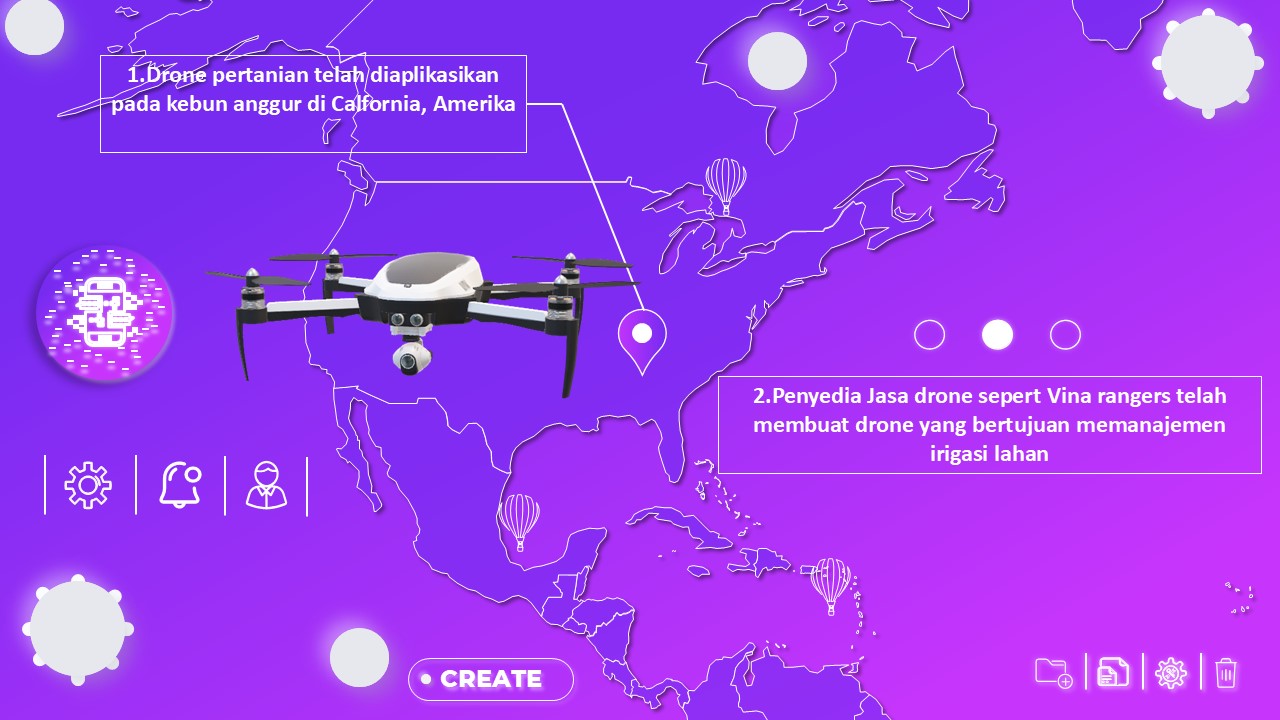 1.Drone pertanian telah diaplikasikan
pada kebun anggur di Calfornia, Amerika
2.Penyedia Jasa drone sepert Vina rangers telah
membuat drone yang bertujuan memanajemen
irigasi lahan
CREATE